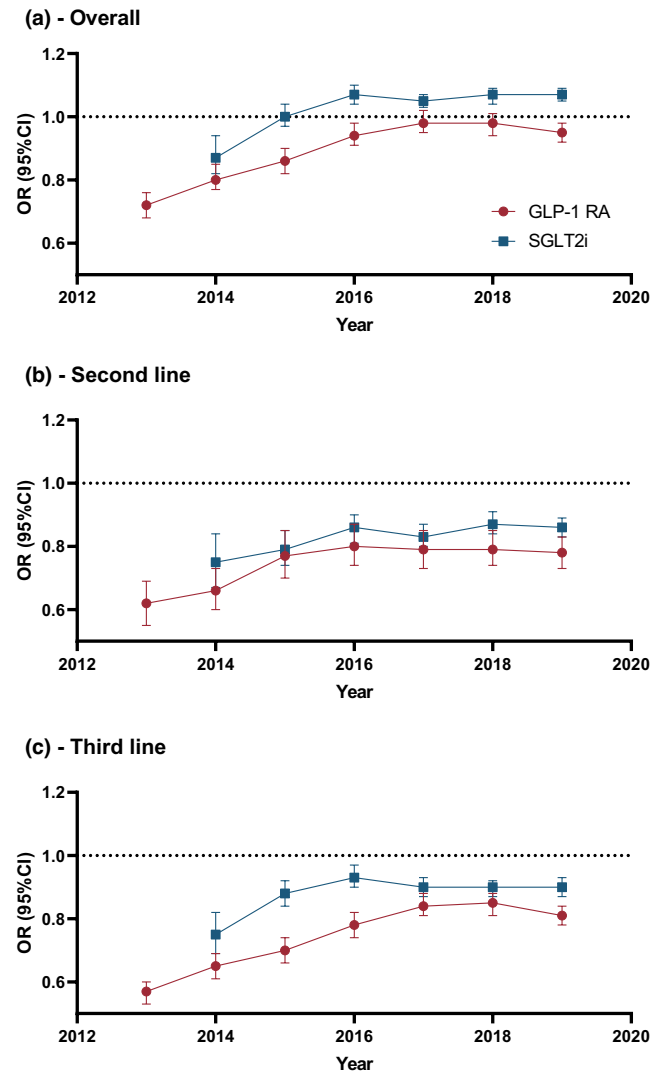 (a) - Overall
1.2
1.0
0.8
0.6
OR (95%CI)
GLP-1 RA
SGLT2i
2012 2014 2016 2018 2020
Year
(b) - Second line
1.2
1.0
0.8
0.6
OR (95%CI)
2012 2014 2016 2018 2020
Year
(c) - Third line
1.2
1.0
0.8
0.6
OR (95%CI)
2012 2014 2016 2018 2020
Year